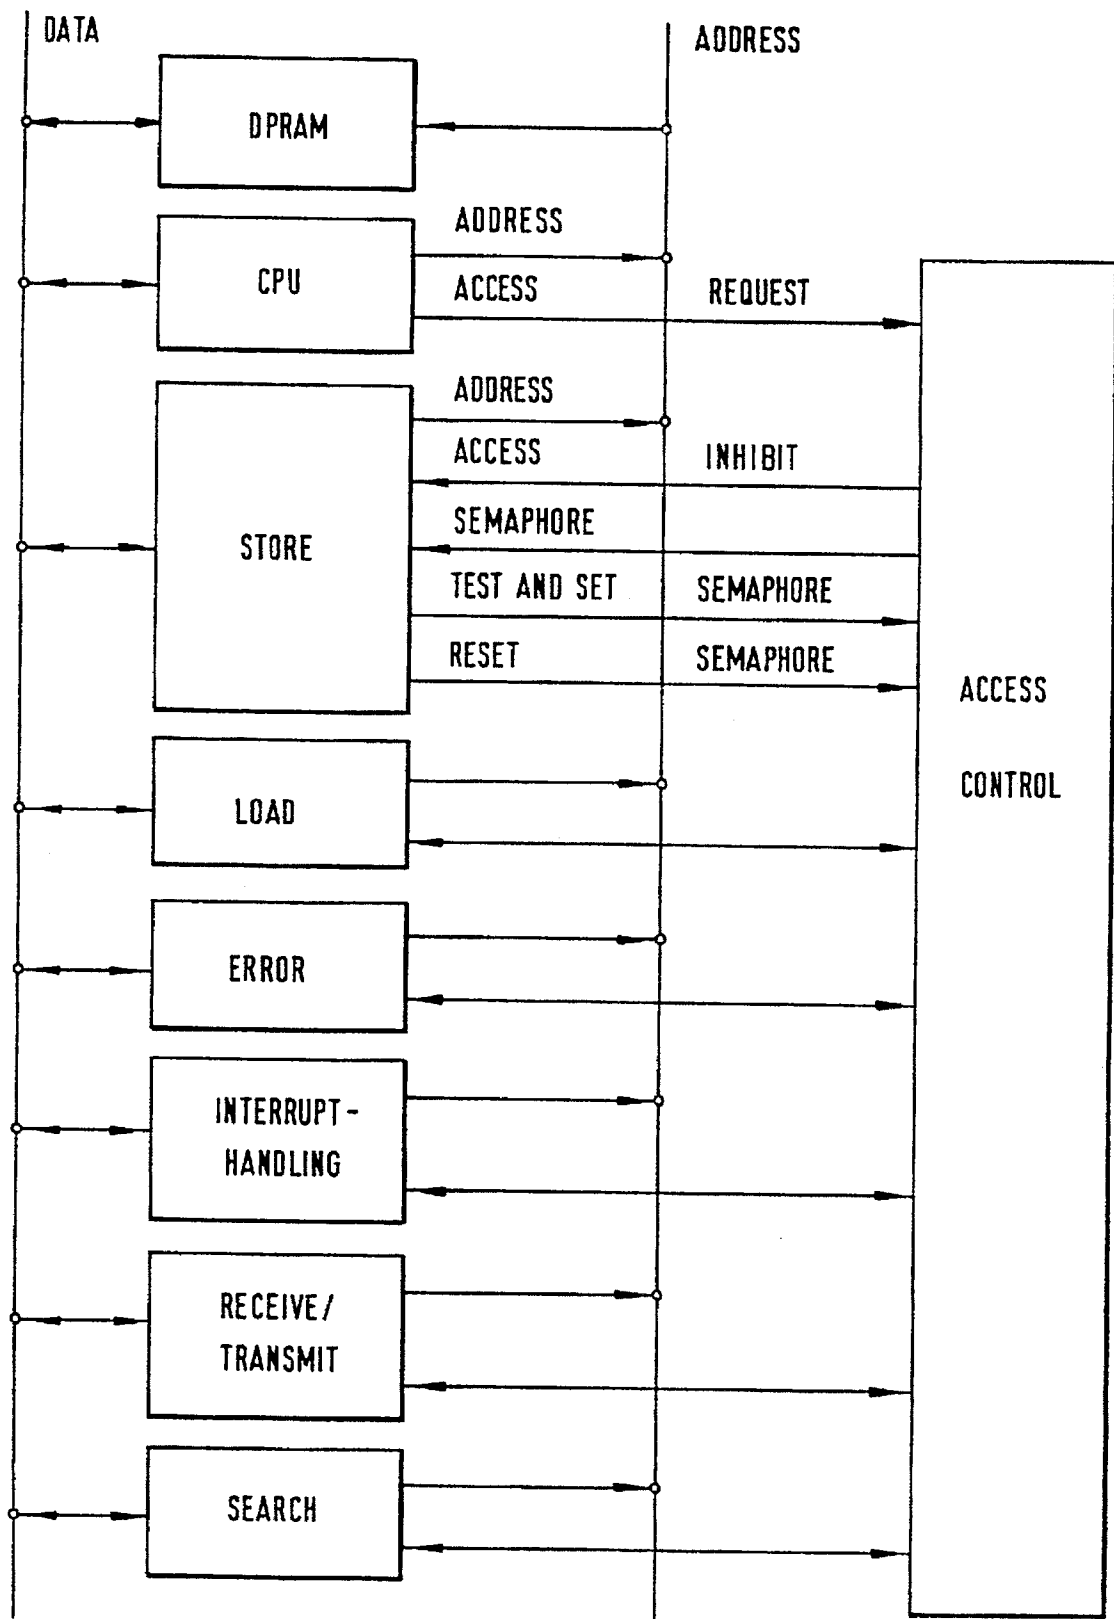 DATA
ADDRESS
DPRAM
ADDRESS
CPU
ACCESS REQUEST
ADDRESS
ACCESS INHIBIT
SEMAPHORE
STORE
TEST AND SET SEMAPHORE
RESET SEMAPHORE
ACCESS
CONTROL
LOAD
ERROR
INTERRUPT-
HANDLING
RECEIVE/
TRANSMIT
SEARCH